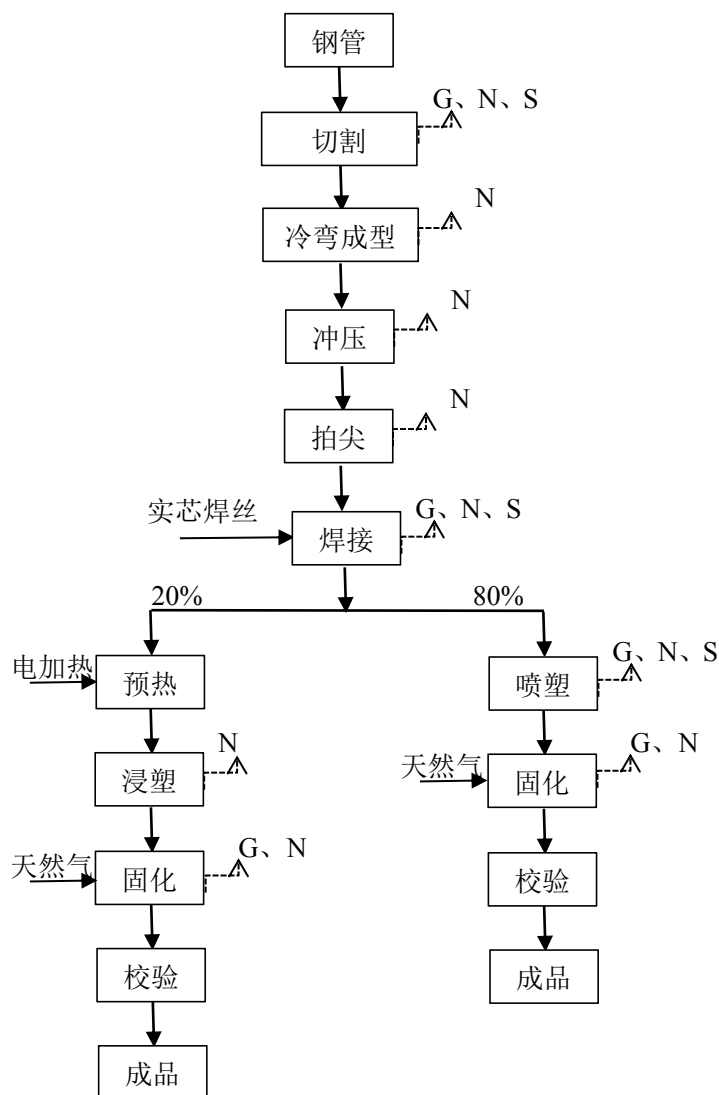 钢管
G、N、S
切割
N
冷弯成型
N
冲压
N
拍尖
实芯焊丝
G、N、S
焊接
20%
80%
电加热
预热
G、N、S
喷塑
N
浸塑
天然气
G、N
固化
天然气
G、N
固化
校验
校验
成品
成品